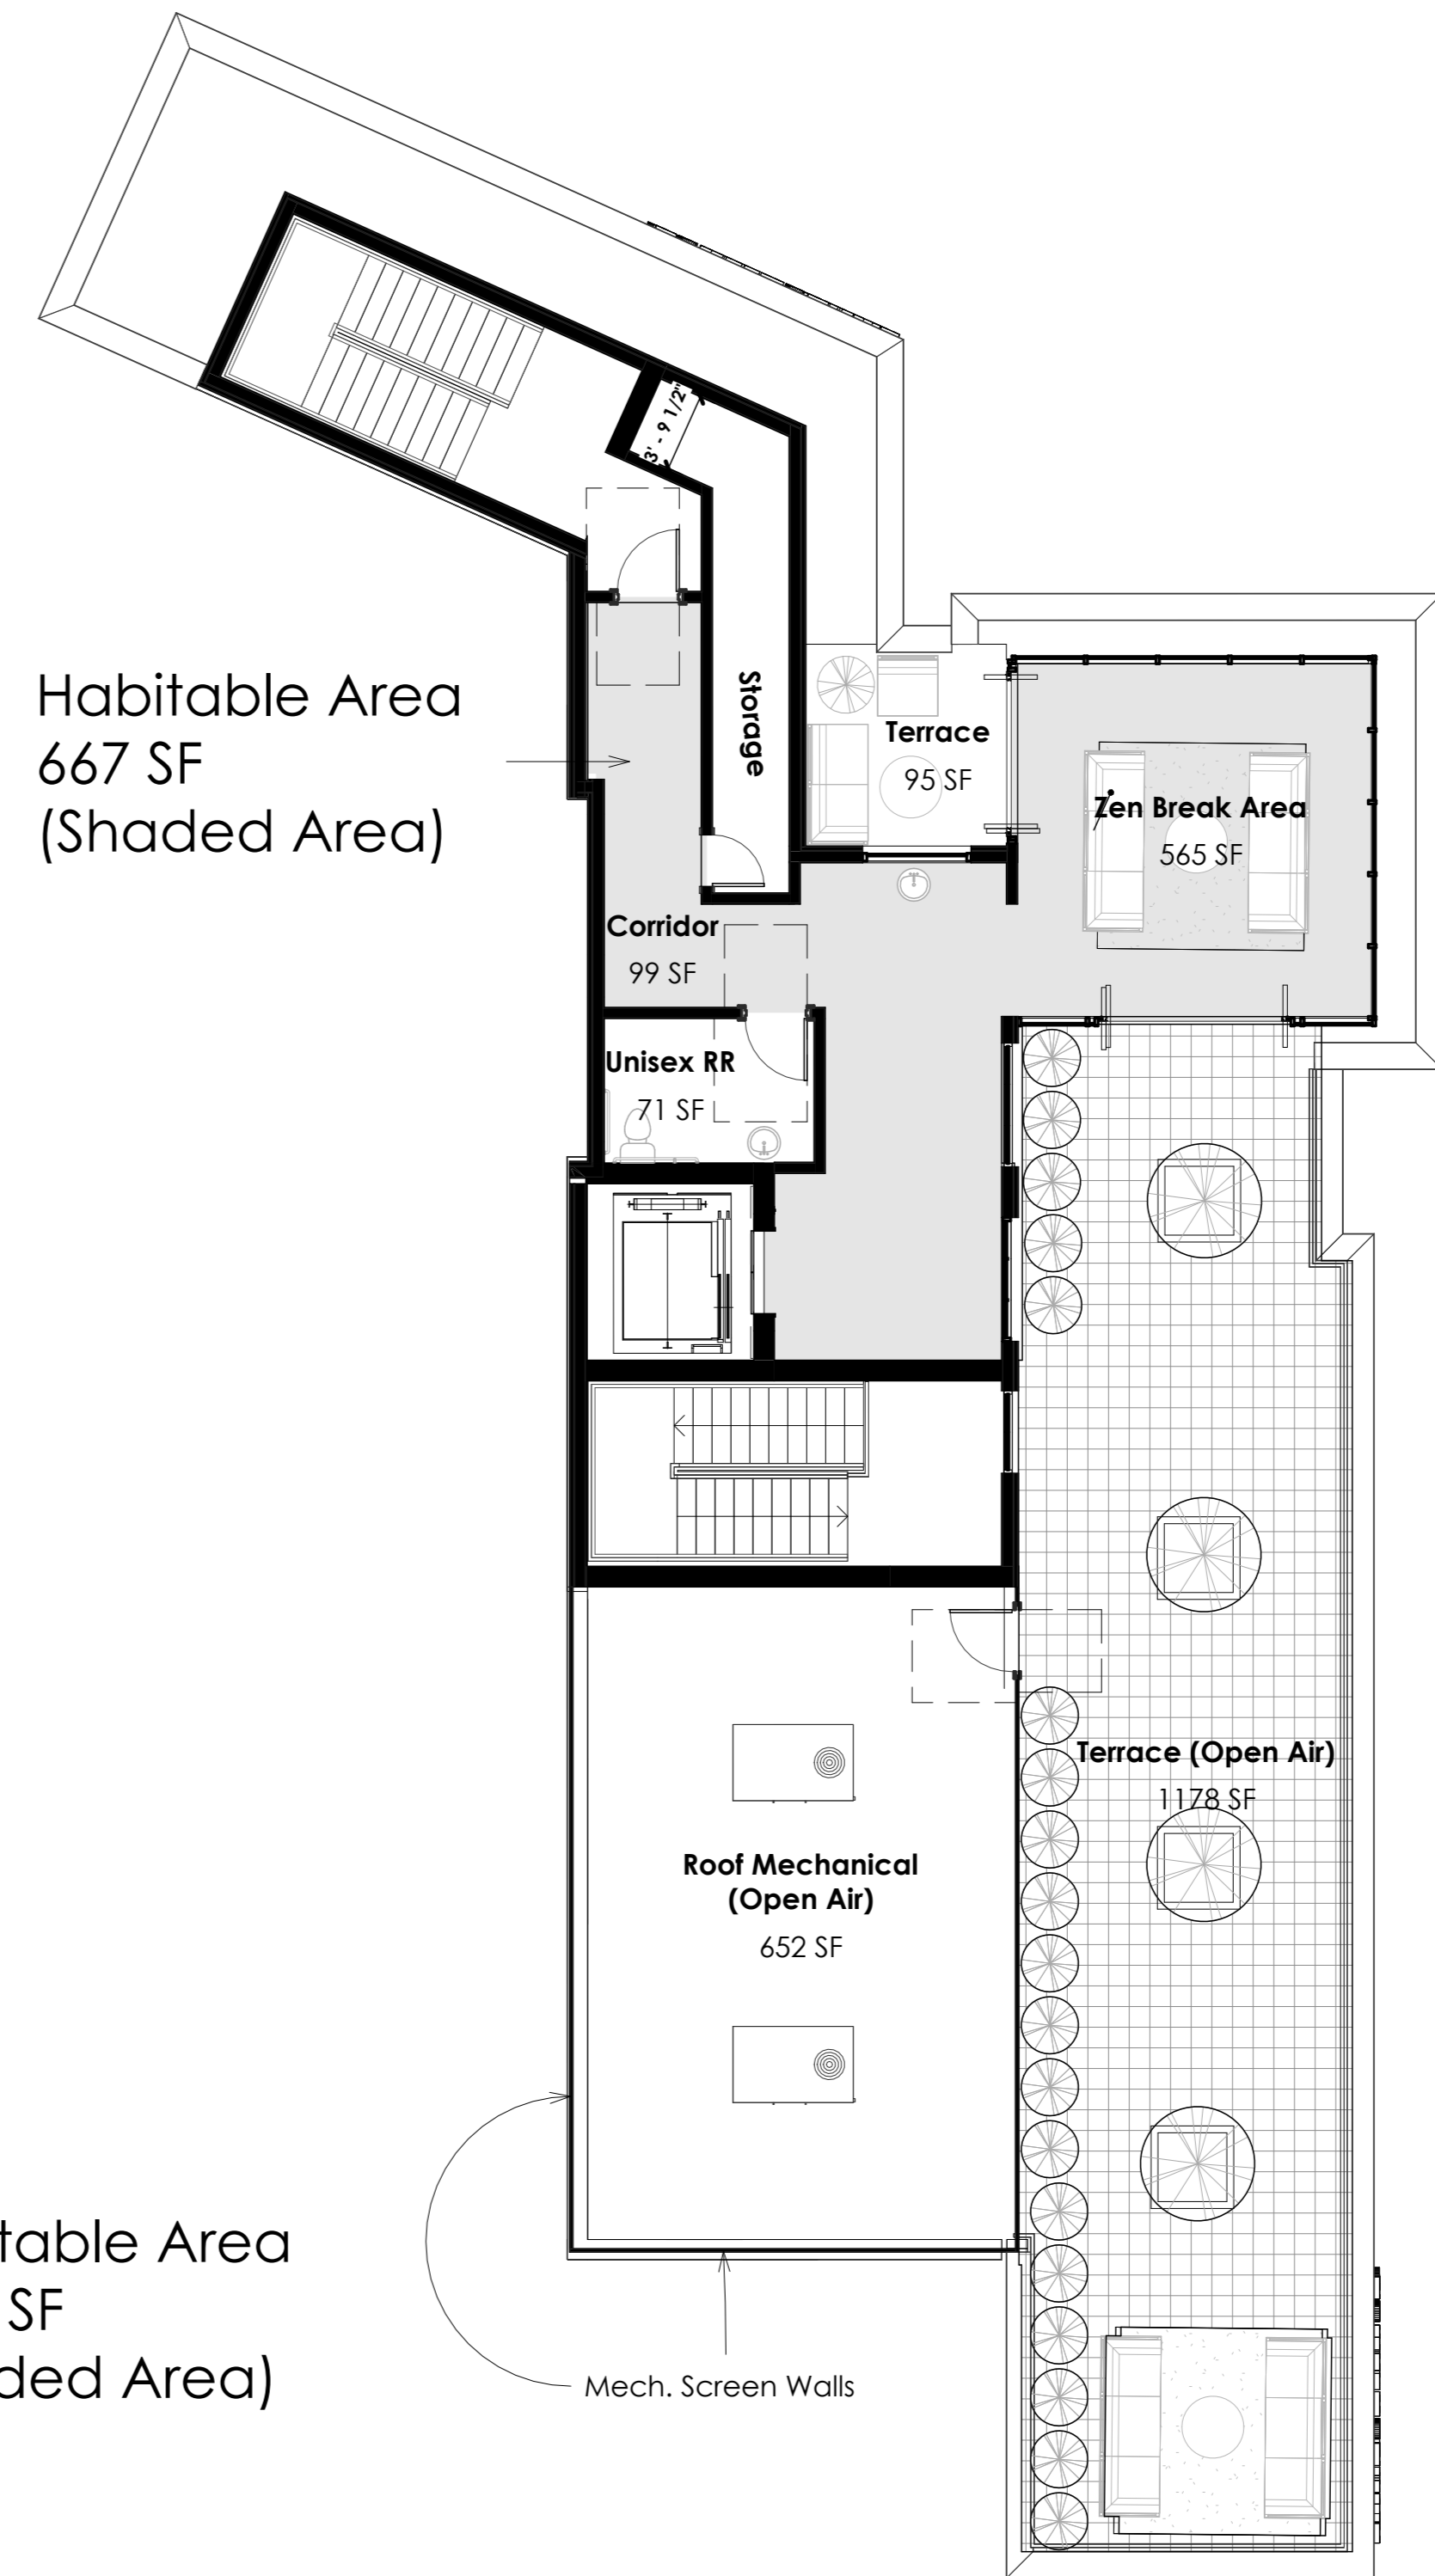 3' - 9 1/2"
Habitable Area
667 SF
(Shaded Area)
Storage
Terrace
95 SF
Zen Break Area
565 SF
Corridor
99 SF
Unisex RR
71 SF
Terrace (Open Air)
1178 SF
Roof Mechanical
(Open Air)
652 SF
table Area
SF
ded Area)
Mech. Screen Walls